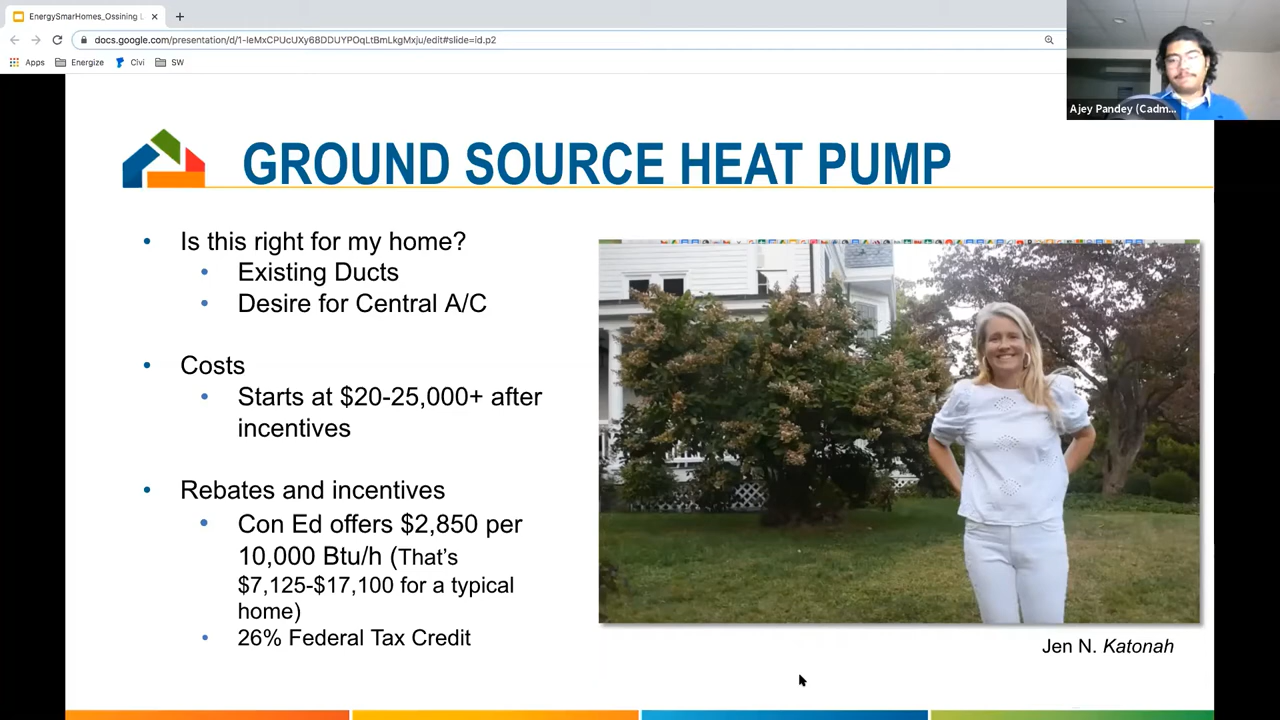 EnergySmarHomes_Ossining
docs.google.com/presentation/d/1-IeMxCPUcUXy68DDUYPOqLtBmLkgMxju/edit#slide=id.p2
Apps Energize Civi SW
Ajey Pandey (Cadm...
GROUND SOURCE HEAT PUMP
• Is this right for my home?
• Existing Ducts
• Desire for Central A/C
• Costs
• Starts at $20-25,000+ after
incentives
• Rebates and incentives
• Con Ed offers $2,850 per
10,000 Btu/h (That's
$7,125-$17,100 for a typical
home)
• 26% Federal Tax Credit
Jen N. Katonah